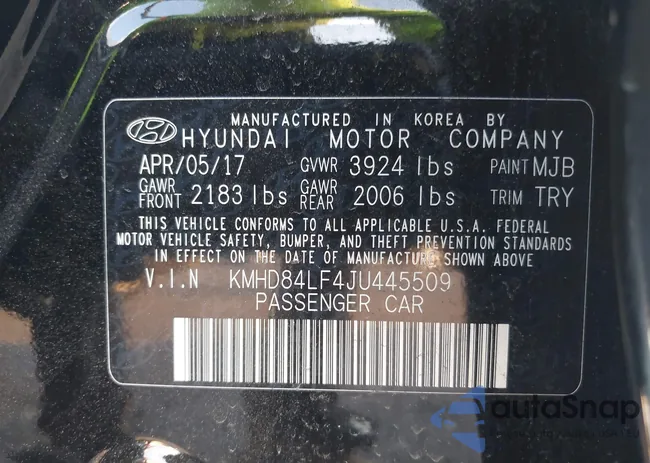 MANUFACTURED IN KOREA BY
HYUNDAI MOTOR COMPANY
APR/05/17 GVWR 3924 lbs PAINT MJB
GAWR FRONT 2183 lbs GAWR REAR 2006 lbs TRIM TRY
THIS VEHICLE CONFORMS TO ALL APPLICABLE U.S.A. FEDERAL
MOTOR VEHICLE SAFETY, BUMPER, AND THEFT PREVENTION STANDARDS
IN EFFECT ON THE DATE OF MANUFACTURE SHOWN ABOVE
V.I.N KMHD84LF4JU445509
PASSENGER CAR
autoSnap